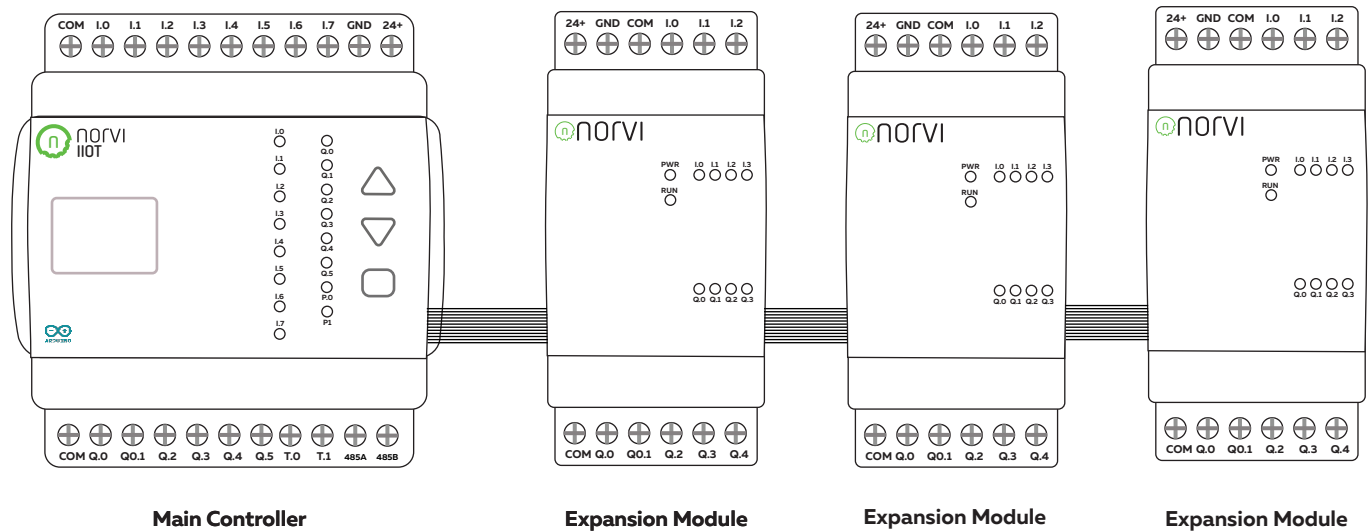 COM I.0 I.1 I.2 I.3 I.4 I.5 I.6 I.7 GND 24+
norvi
IIOT
I.0
I.1
I.2
I.3
I.4
I.5
I.6
I.7
Q.0
Q.1
Q.2
Q.3
Q.4
Q.5
P.0
P1
ARDUINO
COM Q.0 Q0.1 Q.2 Q.3 Q.4 Q.5 T.0 T.1 485A 485B
Main Controller
24+ GND COM I.0 I.1 I.2
norvi
PWR I.0 I.1 I.2 I.3
RUN
Q.0 Q.1 Q.2 Q.3
COM Q.0 Q0.1 Q.2 Q.3 Q.4
Expansion Module
24+ GND COM I.0 I.1 I.2
norvi
PWR I.0 I.1 I.2 I.3
RUN
Q.0 Q.1 Q.2 Q.3
COM Q.0 Q0.1 Q.2 Q.3 Q.4
Expansion Module
24+ GND COM I.0 I.1 I.2
norvi
PWR I.0 I.1 I.2 I.3
RUN
Q.0 Q.1 Q.2 Q.3
COM Q.0 Q0.1 Q.2 Q.3 Q.4
Expansion Module